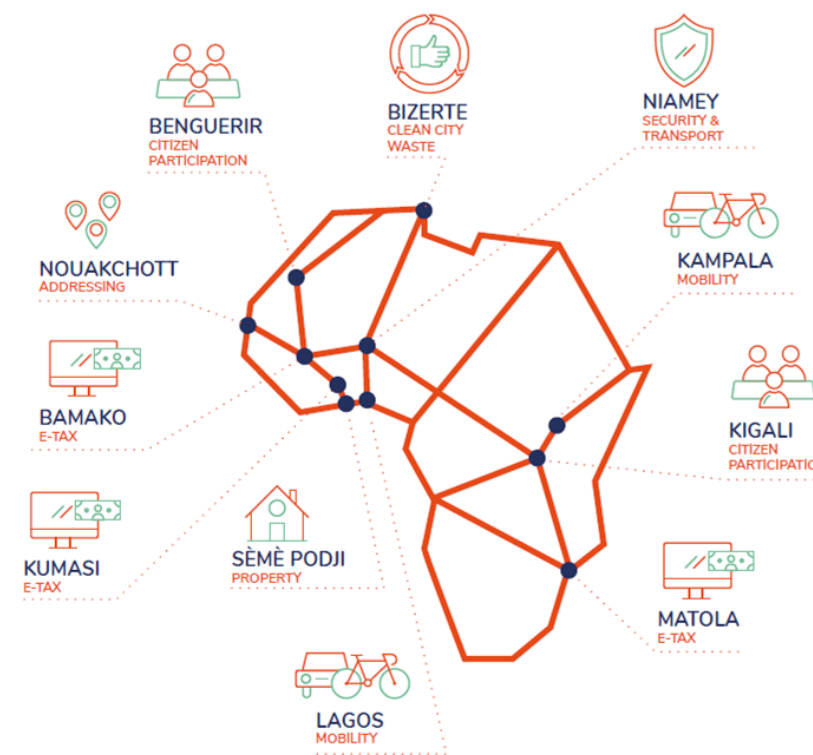 BENGUERIR
CITIZEN
PARTICIPATION
BIZERTE
CLEAN CITY
WASTE
NIAMEY
SECURITY &
TRANSPORT
NOUAKCHOTT
ADDRESSING
KAMPALA
MOBILITY
BAMAKO
E-TAX
KIGALI
CITIZEN
PARTICIPATIO
KUMASI
E-TAX
SÈMÈ PODJI
PROPERTY
MATOLA
E-TAX
LAGOS
MOBILITY